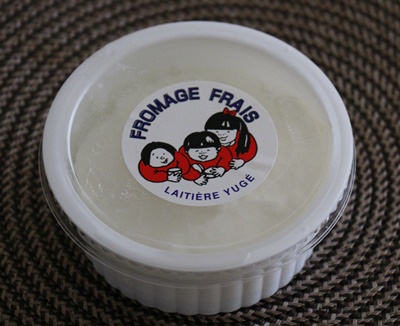 FROMAGE FRAIS
LAITIÈRE YUGÉ